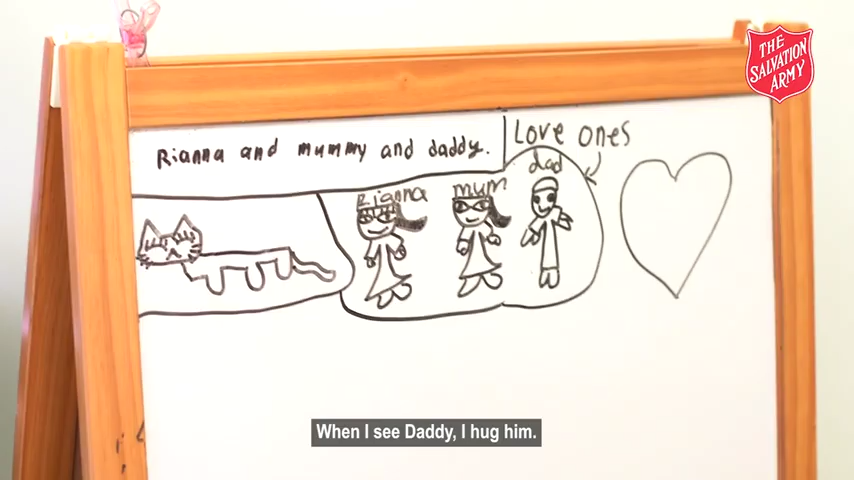 THE
SALVATION
ARMY
Love ones
Rianna and mummy and daddy.
dad
Rianna mum
When I see Daddy, I hug him.